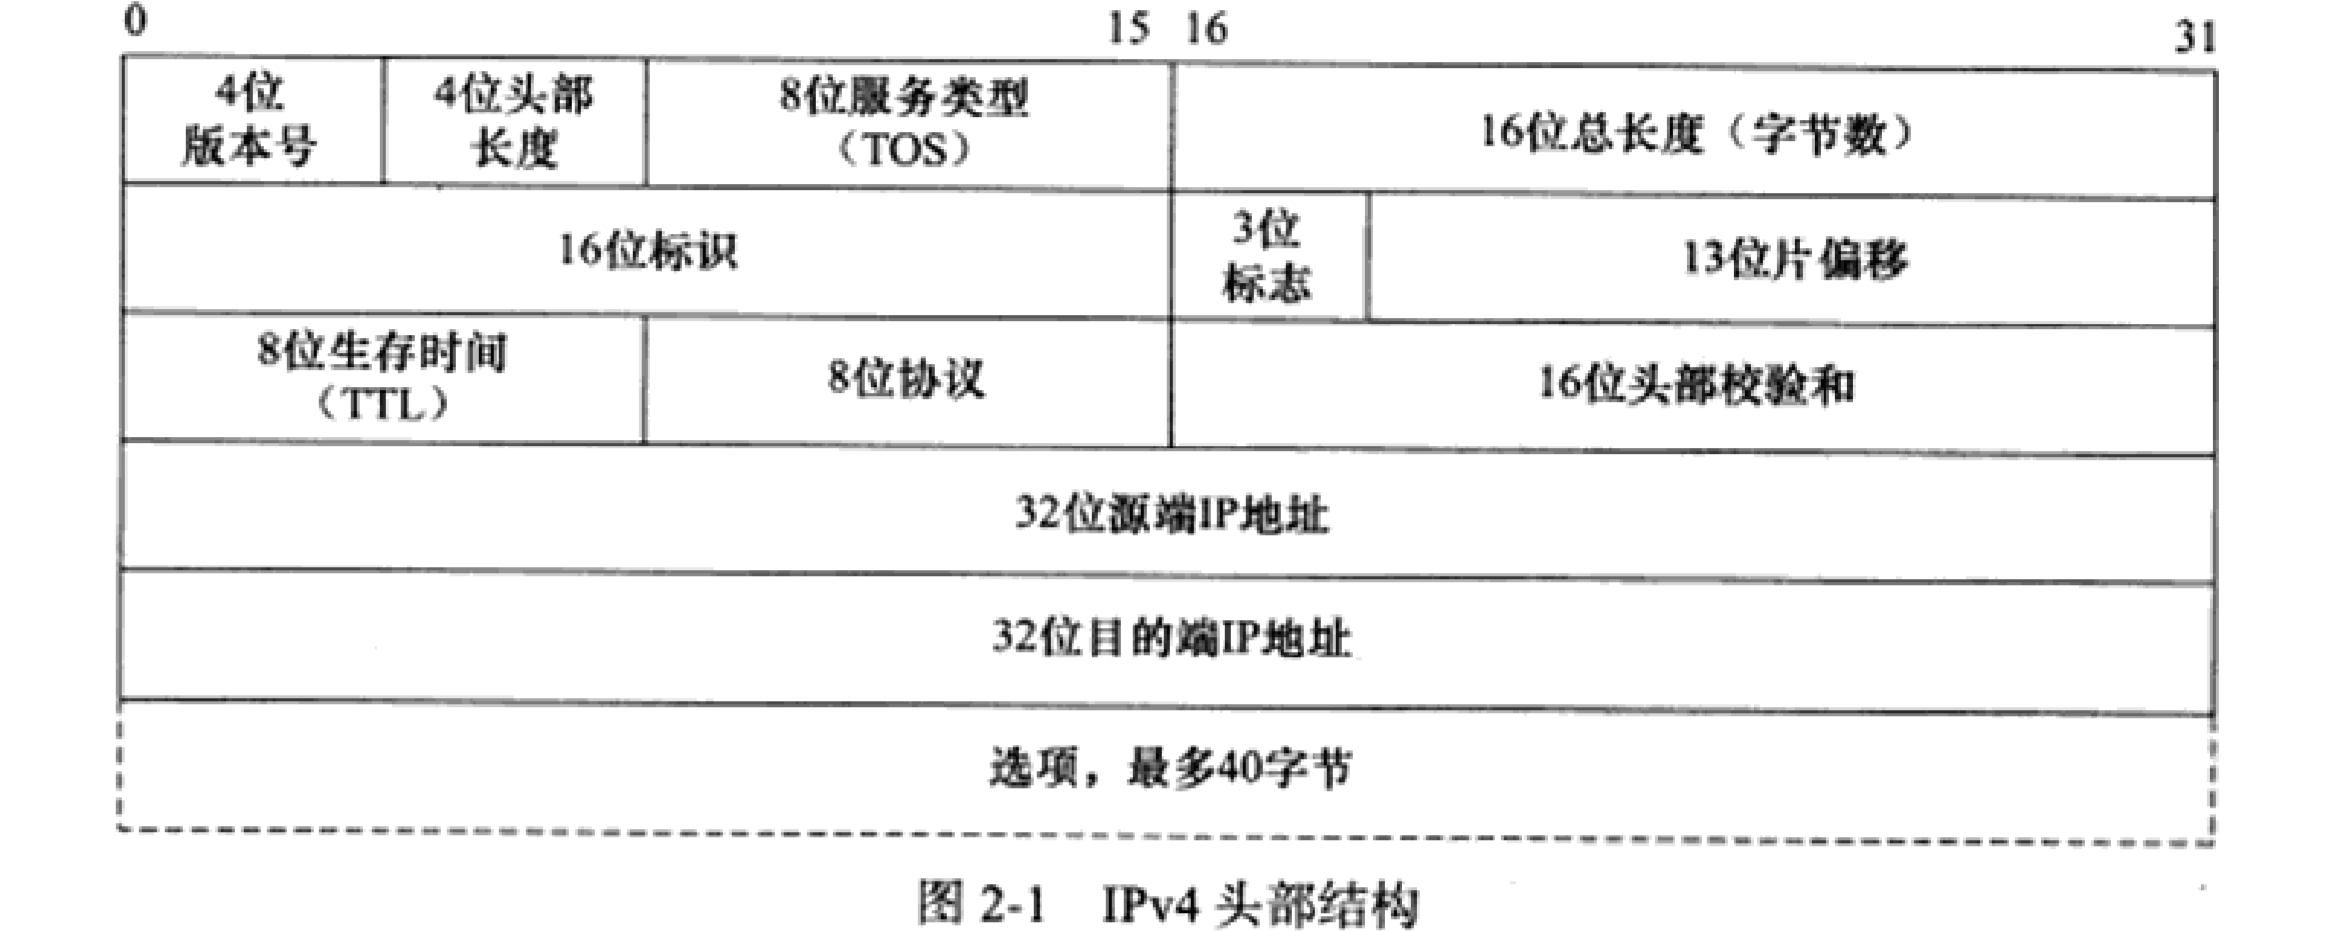 0 15 16 31
4位
版本号
4位头部
长度
8位服务类型
（TOS）
16位总长度（字节数）
16位标识
3位
标志
13位片偏移
8位生存时间
（TTL）
8位协议
16位头部校验和
32位源端IP地址
32位目的端IP地址
选项，最多40字节
图 2-1 IPv4 头部结构